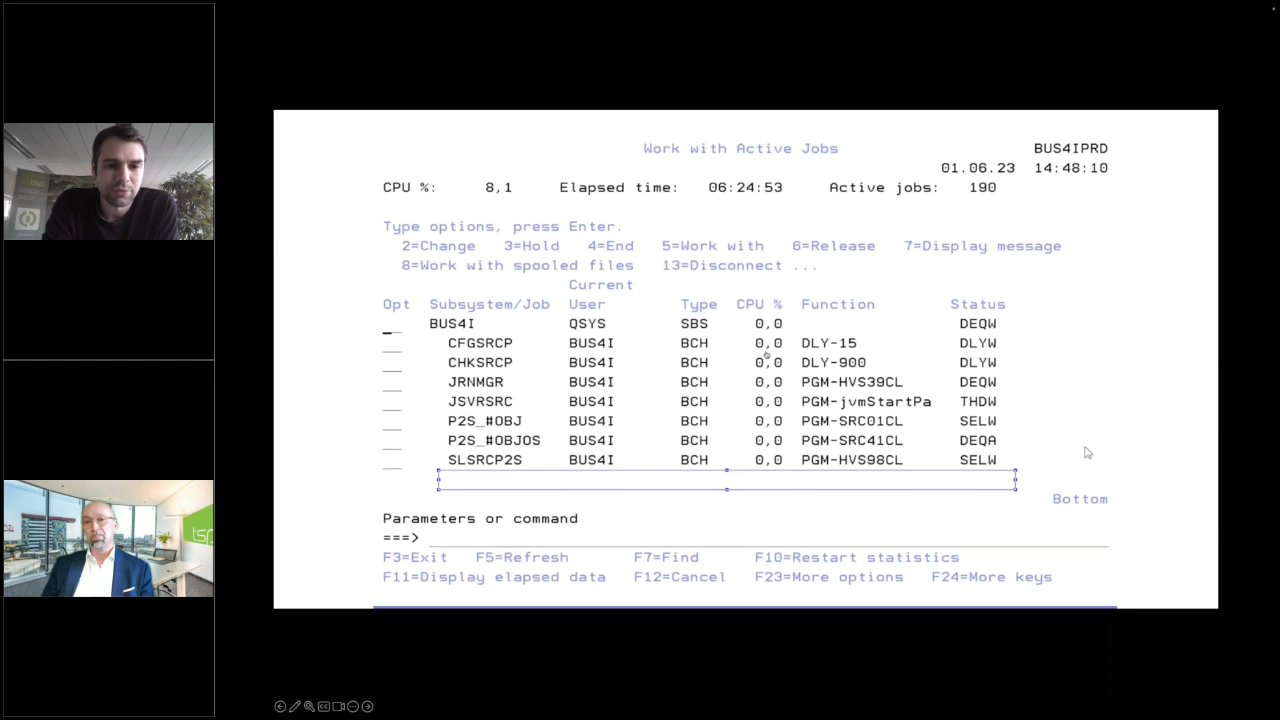 Work with Active Jobs BUS4IPRD
01.06.23 14:48:10
CPU %: 8,1 Elapsed time: 06:24:53 Active jobs: 190
Type options, press Enter.
2=Change 3=Hold 4=End 5=Work with 6=Release 7=Display message
8=Work with spooled files 13=Disconnect ...
Current
Opt Subsystem/Job User Type CPU % Function Status
BUS4I QSYS SBS 0,0 DEQW
CFGSRCP BUS4I BCH 0,0 DLY-15 DLYW
CHKSRCP BUS4I BCH 0,0 DLY-900 DLYW
JRNMGR BUS4I BCH 0,0 PGM-HVS39CL DEQW
JSVRSRC BUS4I BCH 0,0 PGM-jvmStartPa THDW
P2S_#OBJ BUS4I BCH 0,0 PGM-SRC01CL SELW
P2S_#OBJOS BUS4I BCH 0,0 PGM-SRC41CL DEQA
SLSRCP2S BUS4I BCH 0,0 PGM-HVS98CL SELW
Bottom
Parameters or command
===>
F3=Exit F5=Refresh F7=Find F10=Restart statistics
F11=Display elapsed data F12=Cancel F23=More options F24=More keys